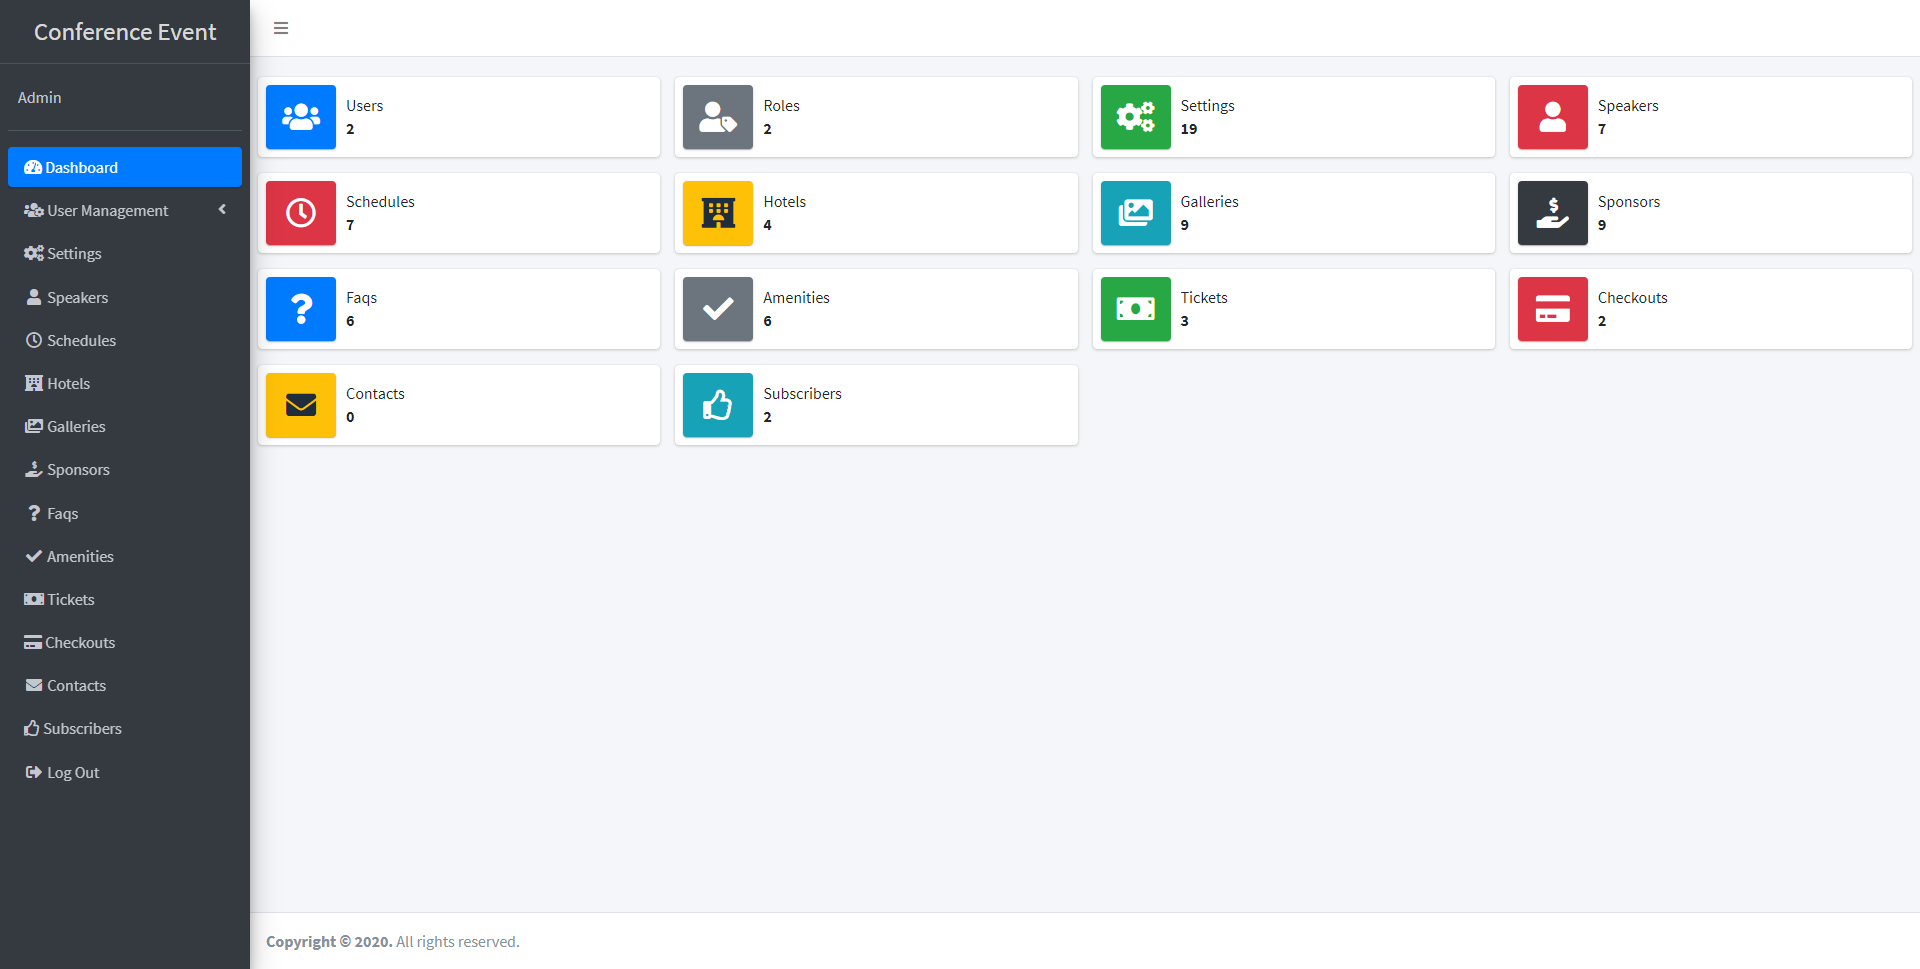 Conference Event
Admin
Dashboard
User Management
Settings
Speakers
Schedules
Hotels
Galleries
Sponsors
Faqs
Amenities
Tickets
Checkouts
Contacts
Subscribers
Log Out
Users
2
Roles
2
Settings
19
Speakers
7
Schedules
7
Hotels
4
Galleries
9
Sponsors
9
Faqs
6
Amenities
6
Tickets
3
Checkouts
2
Contacts
0
Subscribers
2
Copyright © 2020. All rights reserved.